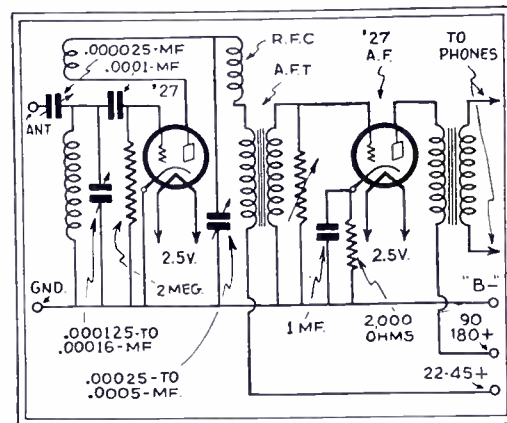 .000025-MF
.0001-MF
'27
R.F.C
A.F.T
'27
A.F.
TO
PHONES
ANT
2.5V.
2.5V.
GND.
2 MEG.
"B-"
.000125-TO
.00016-MF
1 MF.
2,000
OHMS
90
180+
.00025-TO
.0005-MF.
22-45+